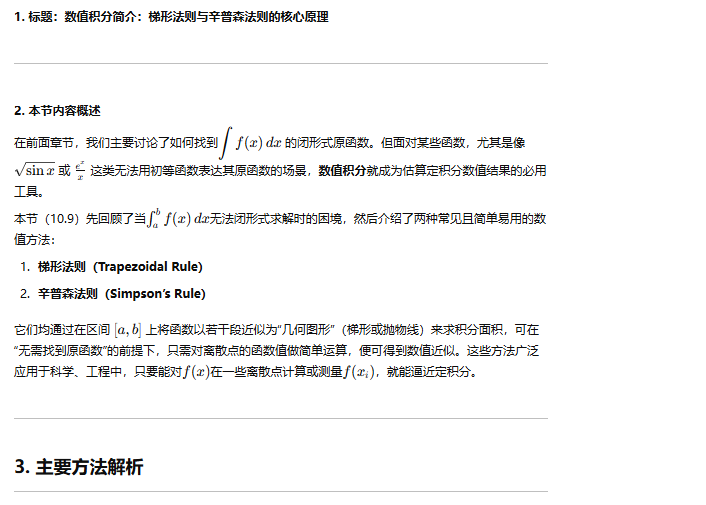 1. 标题：数值积分简介：梯形法则与辛普森法则的核心原理
2. 本节内容概述
在前面章节，我们主要讨论了如何找到∫ f(x) dx 的闭形式原函数。但面对某些函数，尤其是像
√sin x 或 e^x/x 这类无法用初等函数表达其原函数的场景，数值积分就成为估算定积分数值结果的必用
工具。
本节（10.9）先回顾了当∫_a^b f(x) dx无法闭形式求解时的困境，然后介绍了两种常见且简单易用的数
值方法：
1. 梯形法则（Trapezoidal Rule）
2. 辛普森法则（Simpson’s Rule）
它们均通过在区间 [a, b] 上将函数以若干段近似为“几何图形”（梯形或抛物线）来求积分面积，可在
“无需找到原函数”的前提下，只需对离散点的函数值做简单运算，便可得到数值近似。这些方法广泛
应用于科学、工程中，只要能对f(x)在一些离散点计算或测量f(x_i)，就能逼近定积分。
3. 主要方法解析